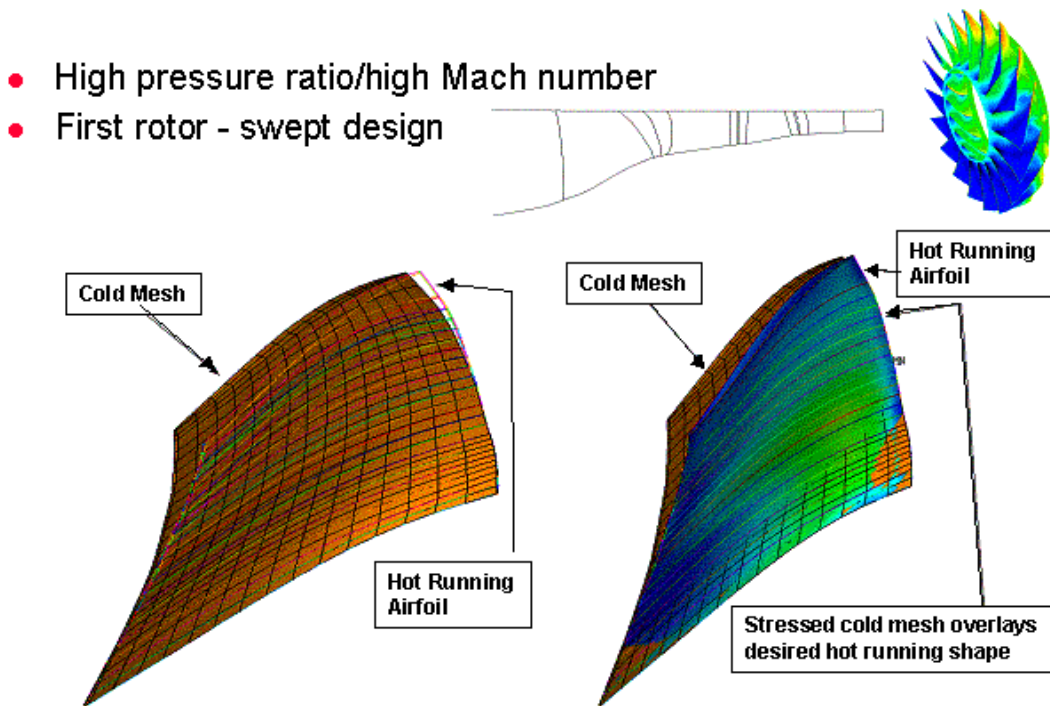 High pressure ratio/high Mach number
First rotor - swept design
Cold Mesh
Hot Running
Airfoil
Cold Mesh
Hot Running
Airfoil
Stressed cold mesh overlays
desired hot running shape